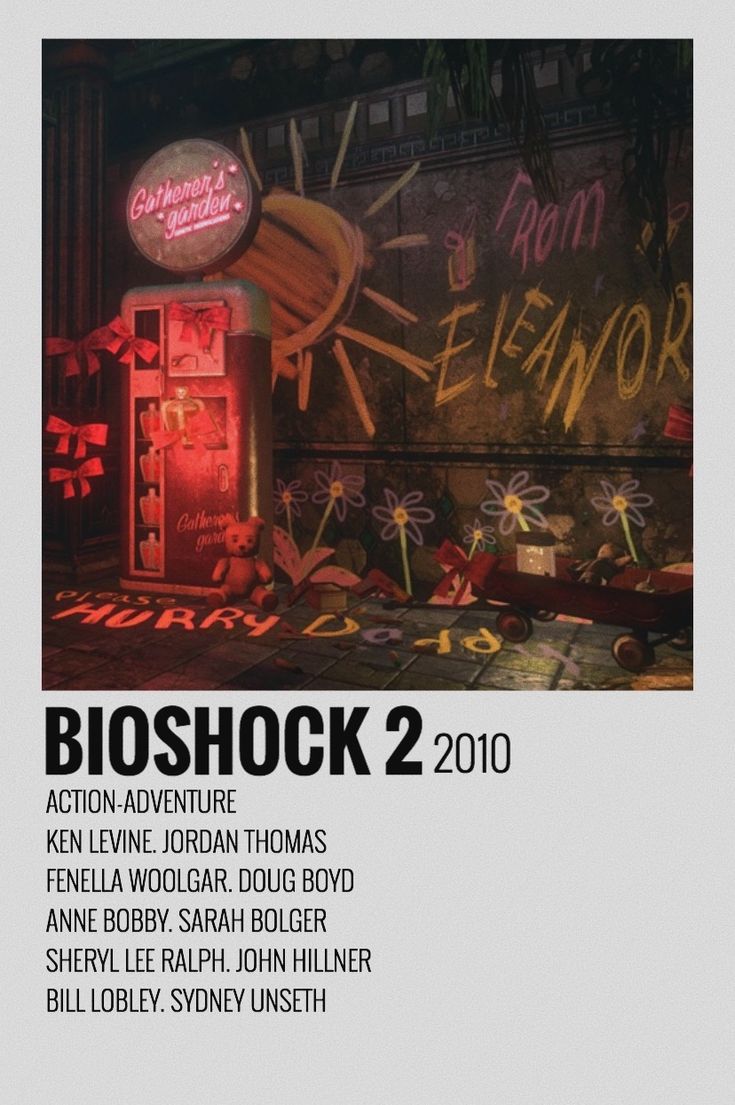 Gatherer's
garden
FROM
ELEANOR
Gatherer's
garden
please
HURRY Daddy
BIOSHOCK 2 2010
ACTION-ADVENTURE
KEN LEVINE. JORDAN THOMAS
FENELLA WOOLGAR. DOUG BOYD
ANNE BOBBY. SARAH BOLGER
SHERYL LEE RALPH. JOHN HILLNER
BILL LOBLEY. SYDNEY UNSETH